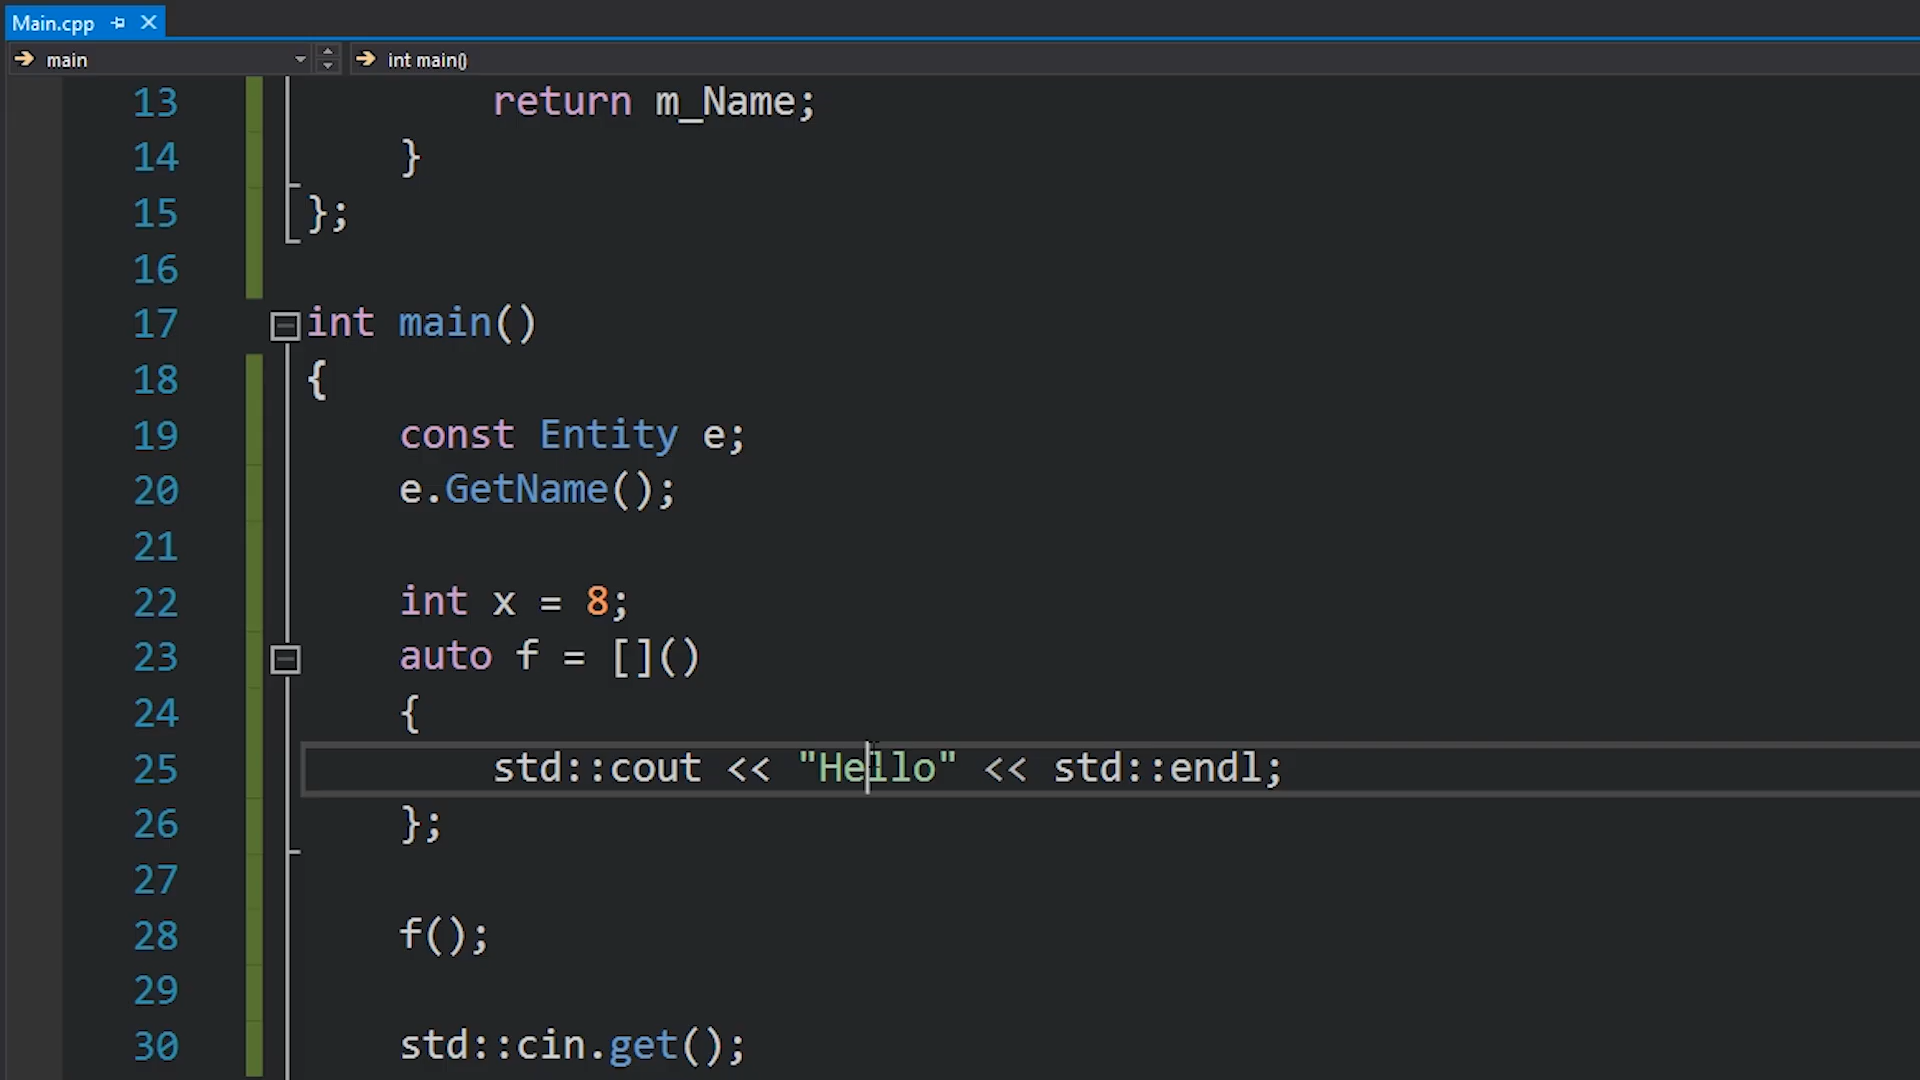 Main.cpp
main int main()
13 return m_Name;
14 }
15 };
16
17 int main()
18 {
19 const Entity e;
20 e.GetName();
21
22 int x = 8;
23 auto f = []()
24 {
25 std::cout << "Hello" << std::endl;
26 };
27
28 f();
29
30 std::cin.get();